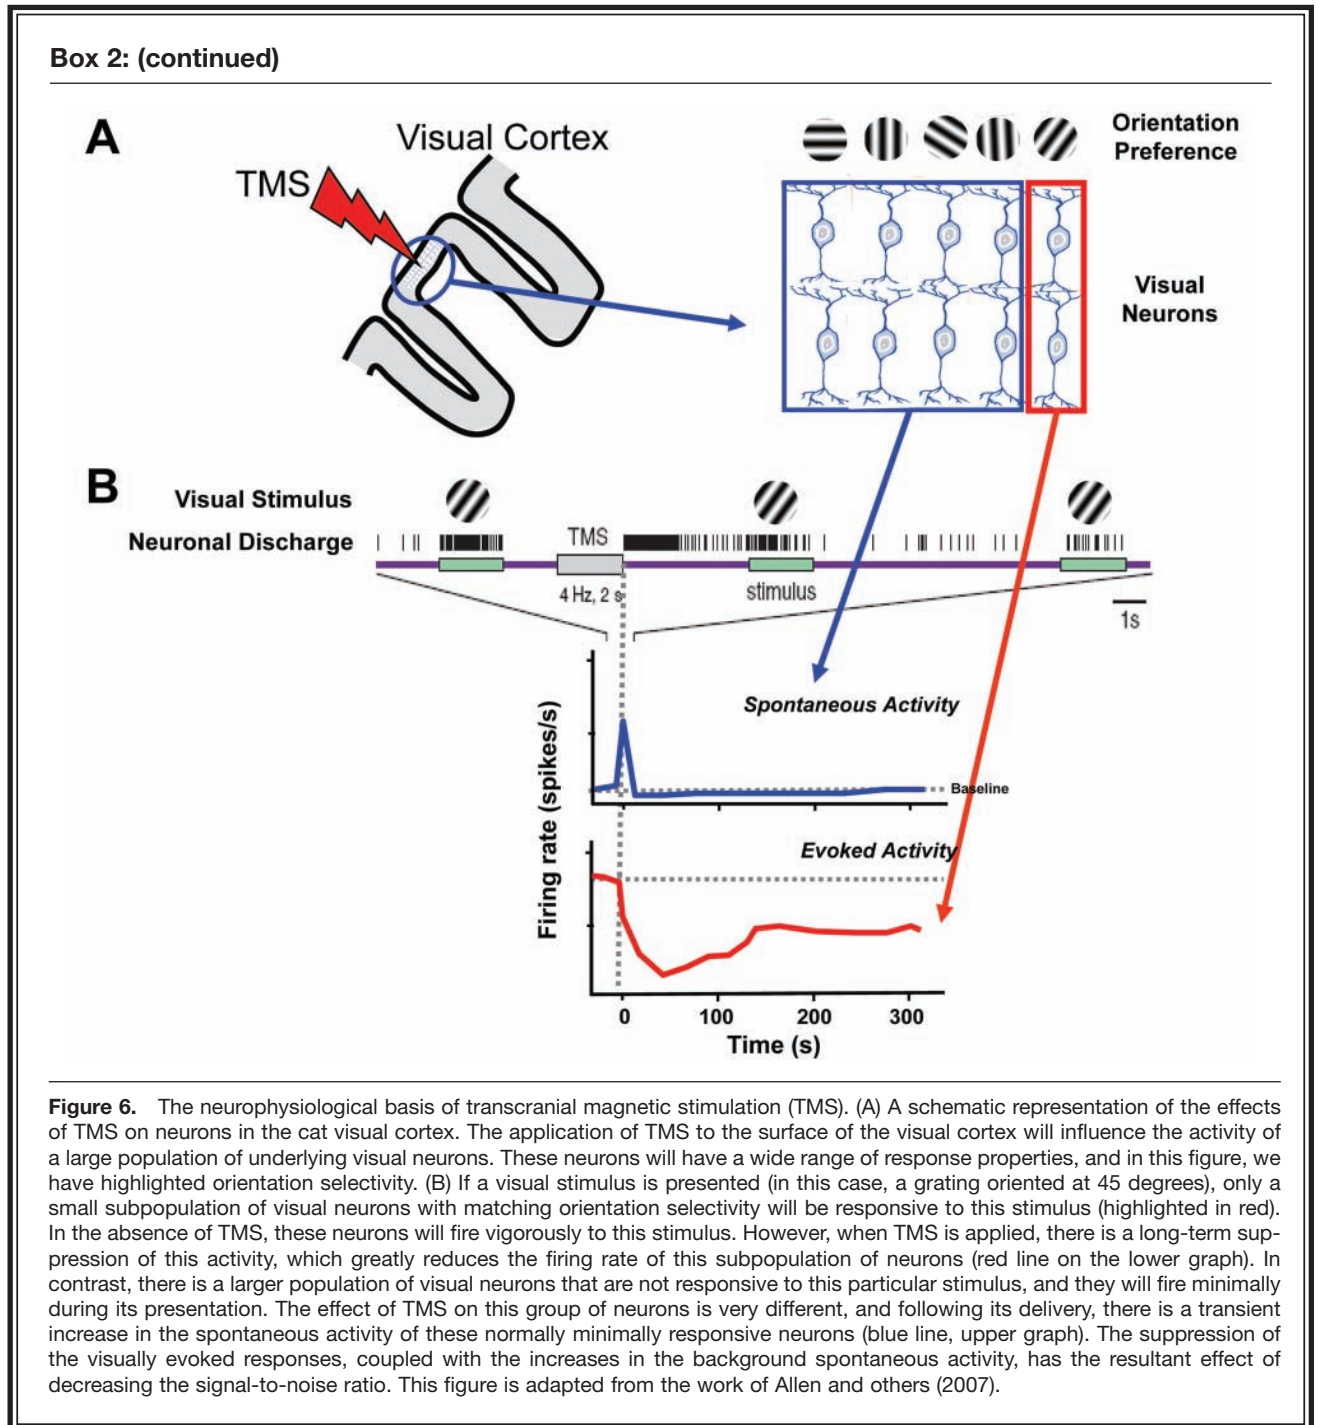 Box 2: (continued)
A
Visual Cortex
TMS
Orientation
Preference
Visual
Neurons
B
Visual Stimulus
Neuronal Discharge
TMS
4 Hz, 2 s
stimulus
1s
Spontaneous Activity
Baseline
Evoked Activity
Firing rate (spikes/s)
0 100 200 300
Time (s)
Figure 6. The neurophysiological basis of transcranial magnetic stimulation (TMS). (A) A schematic representation of the effects
of TMS on neurons in the cat visual cortex. The application of TMS to the surface of the visual cortex will influence the activity of
a large population of underlying visual neurons. These neurons will have a wide range of response properties, and in this figure, we
have highlighted orientation selectivity. (B) If a visual stimulus is presented (in this case, a grating oriented at 45 degrees), only a
small subpopulation of visual neurons with matching orientation selectivity will be responsive to this stimulus (highlighted in red).
In the absence of TMS, these neurons will fire vigorously to this stimulus. However, when TMS is applied, there is a long-term sup-
pression of this activity, which greatly reduces the firing rate of this subpopulation of neurons (red line on the lower graph). In
contrast, there is a larger population of visual neurons that are not responsive to this particular stimulus, and they will fire minimally
during its presentation. The effect of TMS on this group of neurons is very different, and following its delivery, there is a transient
increase in the spontaneous activity of these normally minimally responsive neurons (blue line, upper graph). The suppression of
the visually evoked responses, coupled with the increases in the background spontaneous activity, has the resultant effect of
decreasing the signal-to-noise ratio. This figure is adapted from the work of Allen and others (2007).